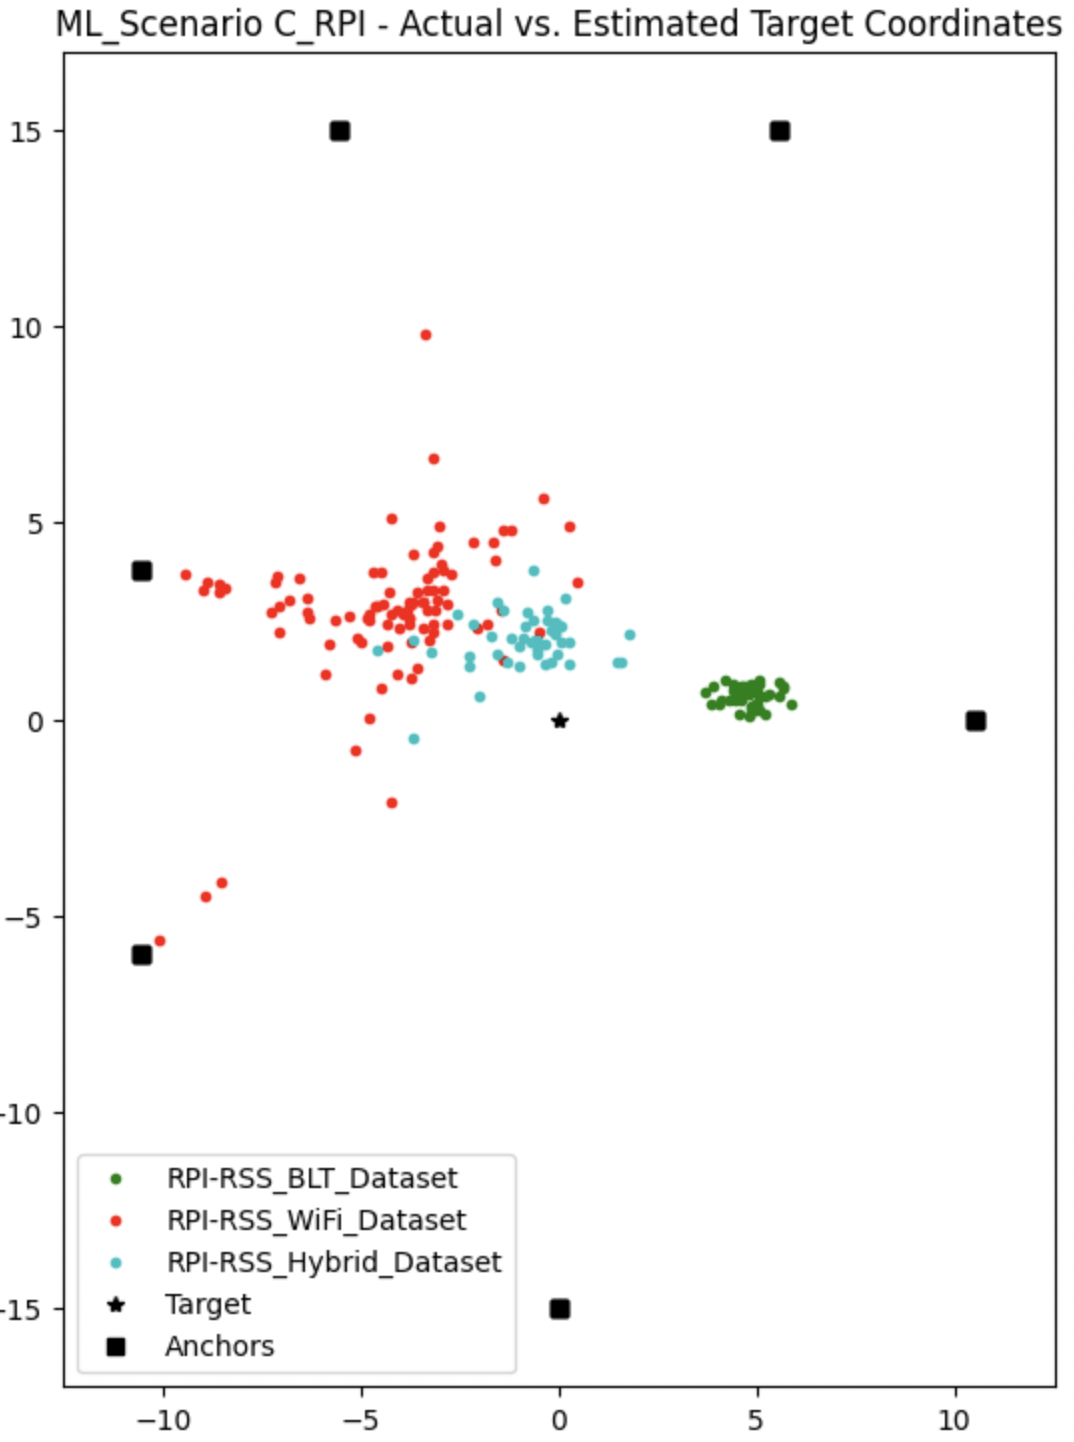 ML_Scenario C_RPI - Actual vs. Estimated Target Coordinates
15
10
5
0
−5
−10
−15
RPI-RSS_BLT_Dataset
RPI-RSS_WiFi_Dataset
RPI-RSS_Hybrid_Dataset
Target
Anchors
−10 −5 0 5 10